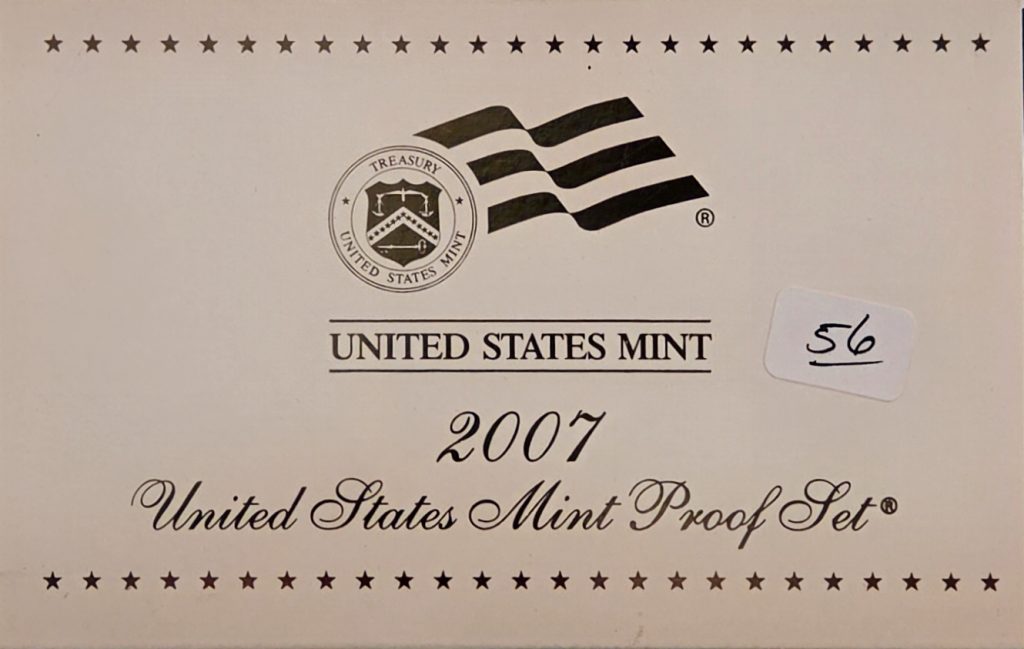 TREASURY
UNITED STATES MINT
®
UNITED STATES MINT
56
2007
United States Mint Proof Set®